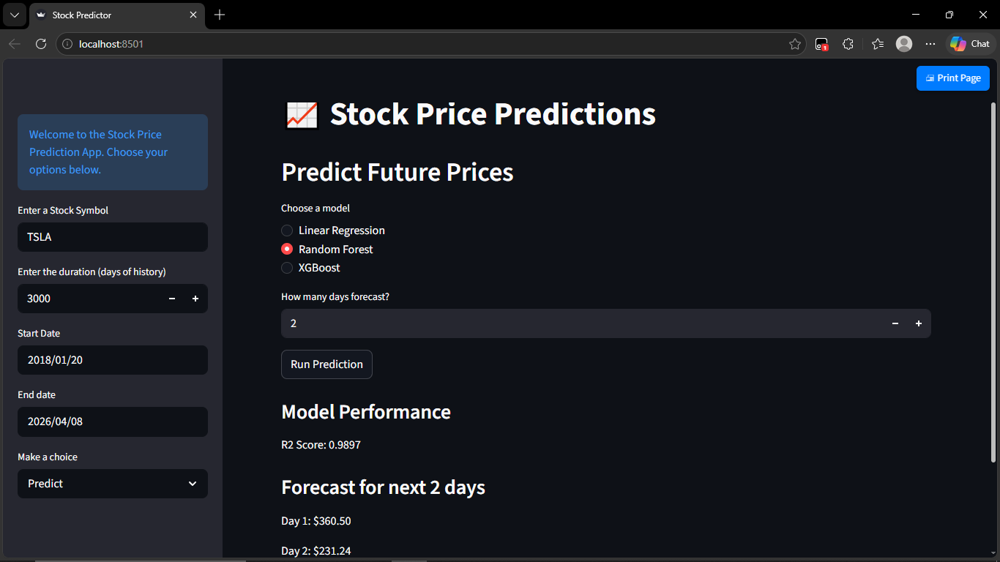 Stock Predictor
localhost:8501
1
Chat
Print Page
Welcome to the Stock Price
Prediction App. Choose your
options below.
Enter a Stock Symbol
TSLA
Enter the duration (days of history)
3000
Start Date
2018/01/20
End date
2026/04/08
Make a choice
Predict
Stock Price Predictions
Predict Future Prices
Choose a model
Linear Regression
Random Forest
XGBoost
How many days forecast?
2
Run Prediction
Model Performance
R2 Score: 0.9897
Forecast for next 2 days
Day 1: $360.50
Day 2: $231.24